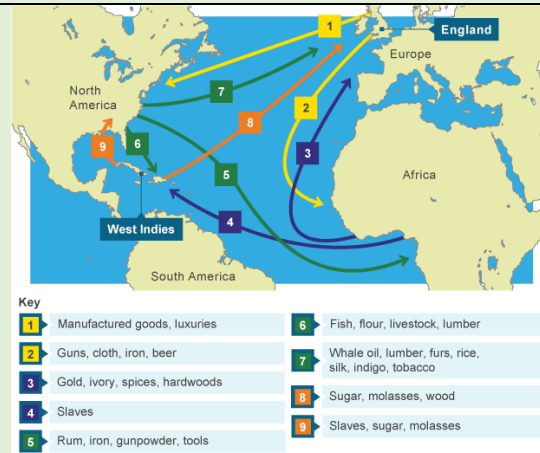 1
England
Europe
North
America
7
2
8
9
6
3
5
Africa
4
West Indies
South America
Key
1 Manufactured goods, luxuries
2 Guns, cloth, iron, beer
3 Gold, ivory, spices, hardwoods
4 Slaves
5 Rum, iron, gunpowder, tools
6 Fish, flour, livestock, lumber
7 Whale oil, lumber, furs, rice,
silk, indigo, tobacco
8 Sugar, molasses, wood
9 Slaves, sugar, molasses